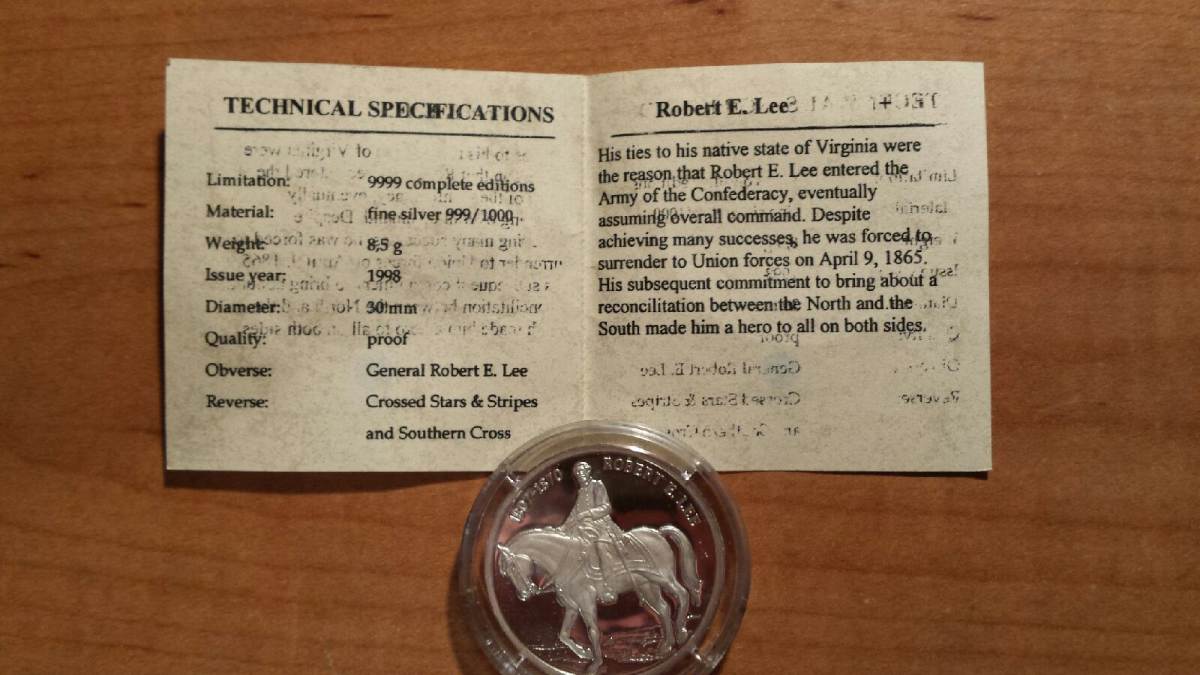 TECHNICAL SPECIFICATIONS
Limitation: 9999 complete editions
Material: fine silver 999/1000
Weight: 8,5 g
Issue year: 1998
Diameter: 30 mm
Quality: proof
Obverse: General Robert E. Lee
Reverse: Crossed Stars & Stripes
and Southern Cross
Robert E. Lee
His ties to his native state of Virginia were
the reason that Robert E. Lee entered the
Army of the Confederacy, eventually
assuming overall command. Despite
achieving many successes, he was forced to
surrender to Union forces on April 9, 1865.
His subsequent commitment to bring about a
reconcilitation between the North and the
South made him a hero to all on both sides.
1807-1870 ROBERT E. LEE